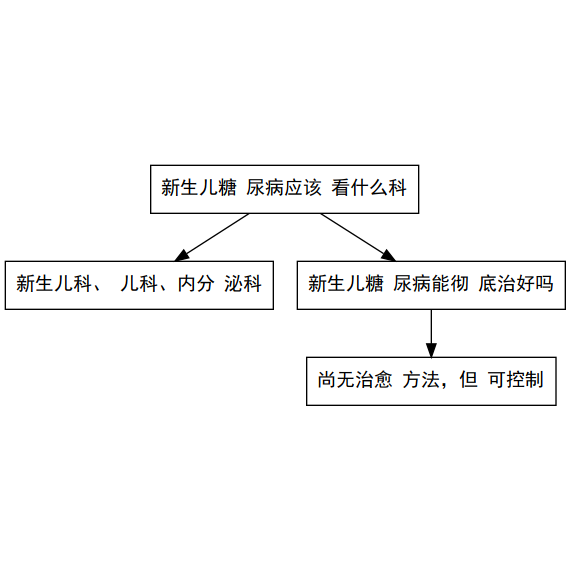 新生儿糖 尿病应该 看什么科
新生儿科、 儿科、内分 泌科
新生儿糖 尿病能彻 底治好吗
尚无治愈 方法，但 可控制